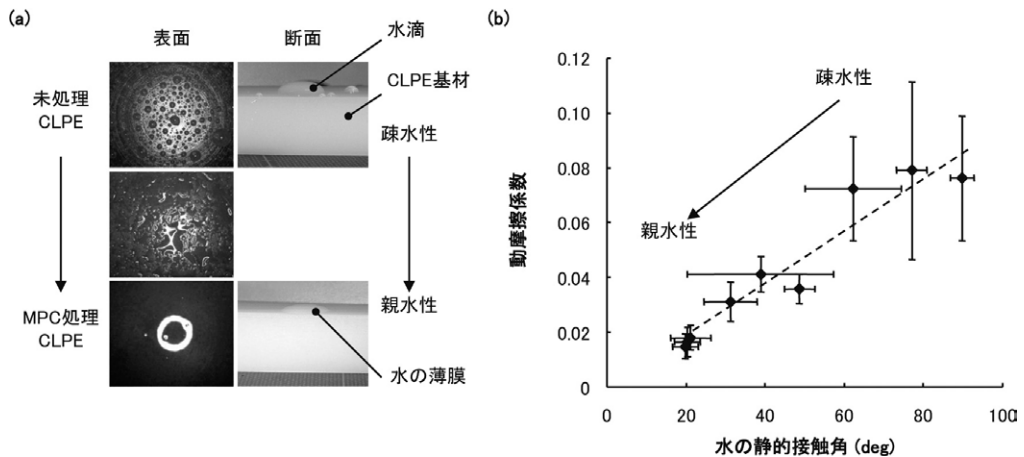 (a)
表面
断面
水滴
CLPE基材
未処理
CLPE
疎水性
親水性
MPC処理
CLPE
水の薄膜
(b)
0.12
0.10
0.08
0.06
0.04
0.02
0
動摩擦係数
疎水性
親水性
0
20
40
60
80
100
水の静的接触角 (deg)